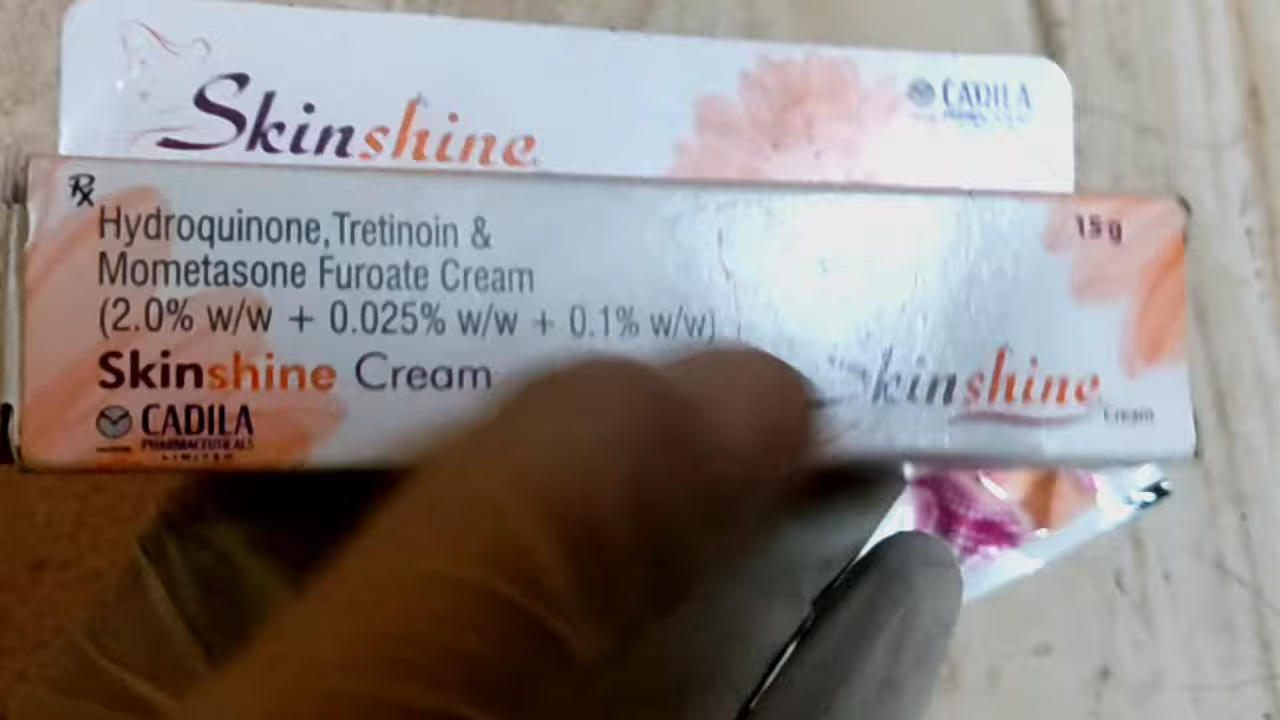 Skinshine
CADILA
Rx
Hydroquinone, Tretinoin &
Mometasone Furoate Cream
(2.0% w/w + 0.025% w/w + 0.1% w/w)
15 g
Skinshine Cream
Skinshine
Cream
CADILA
PHARMACEUTICALS
LIMITED